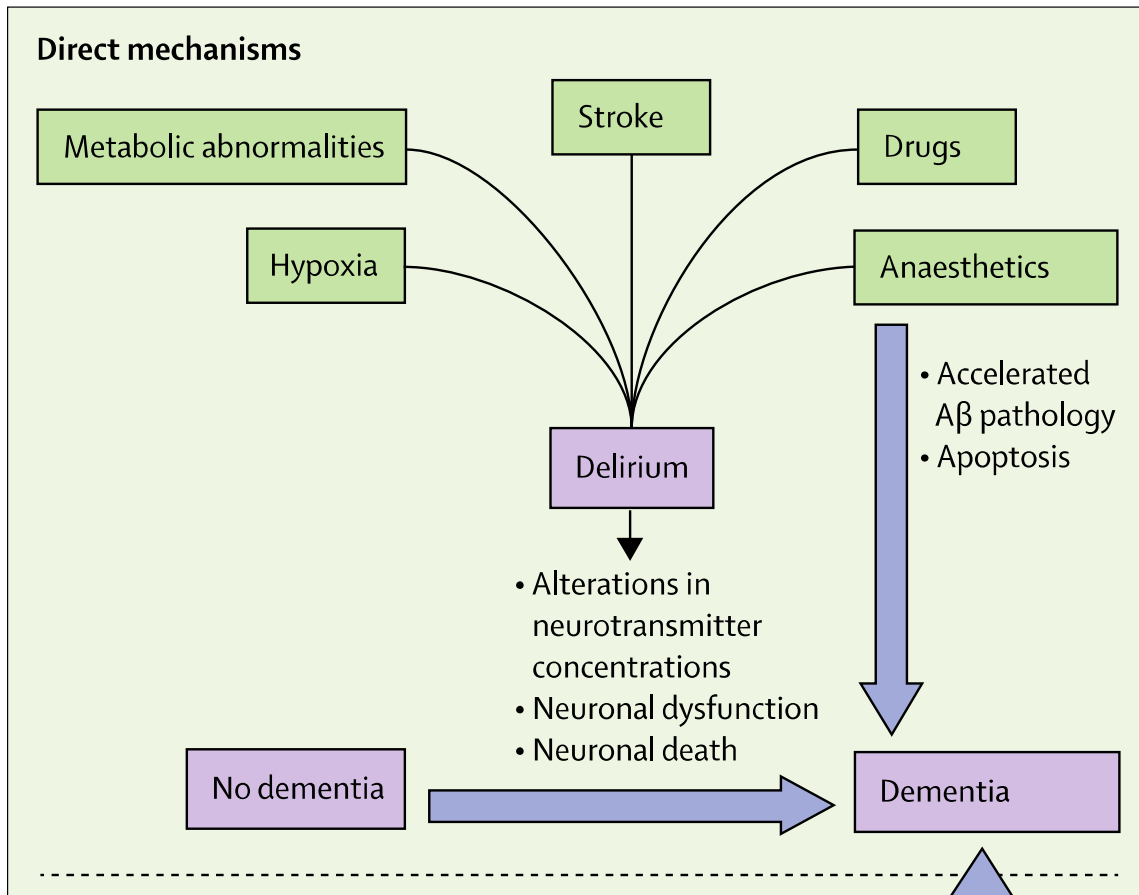 Direct mechanisms
Stroke
Metabolic abnormalities
Drugs
Hypoxia
Anaesthetics
• Accelerated
Aβ pathology
• Apoptosis
Delirium
• Alterations in
neurotransmitter
concentrations
• Neuronal dysfunction
• Neuronal death
No dementia
Dementia